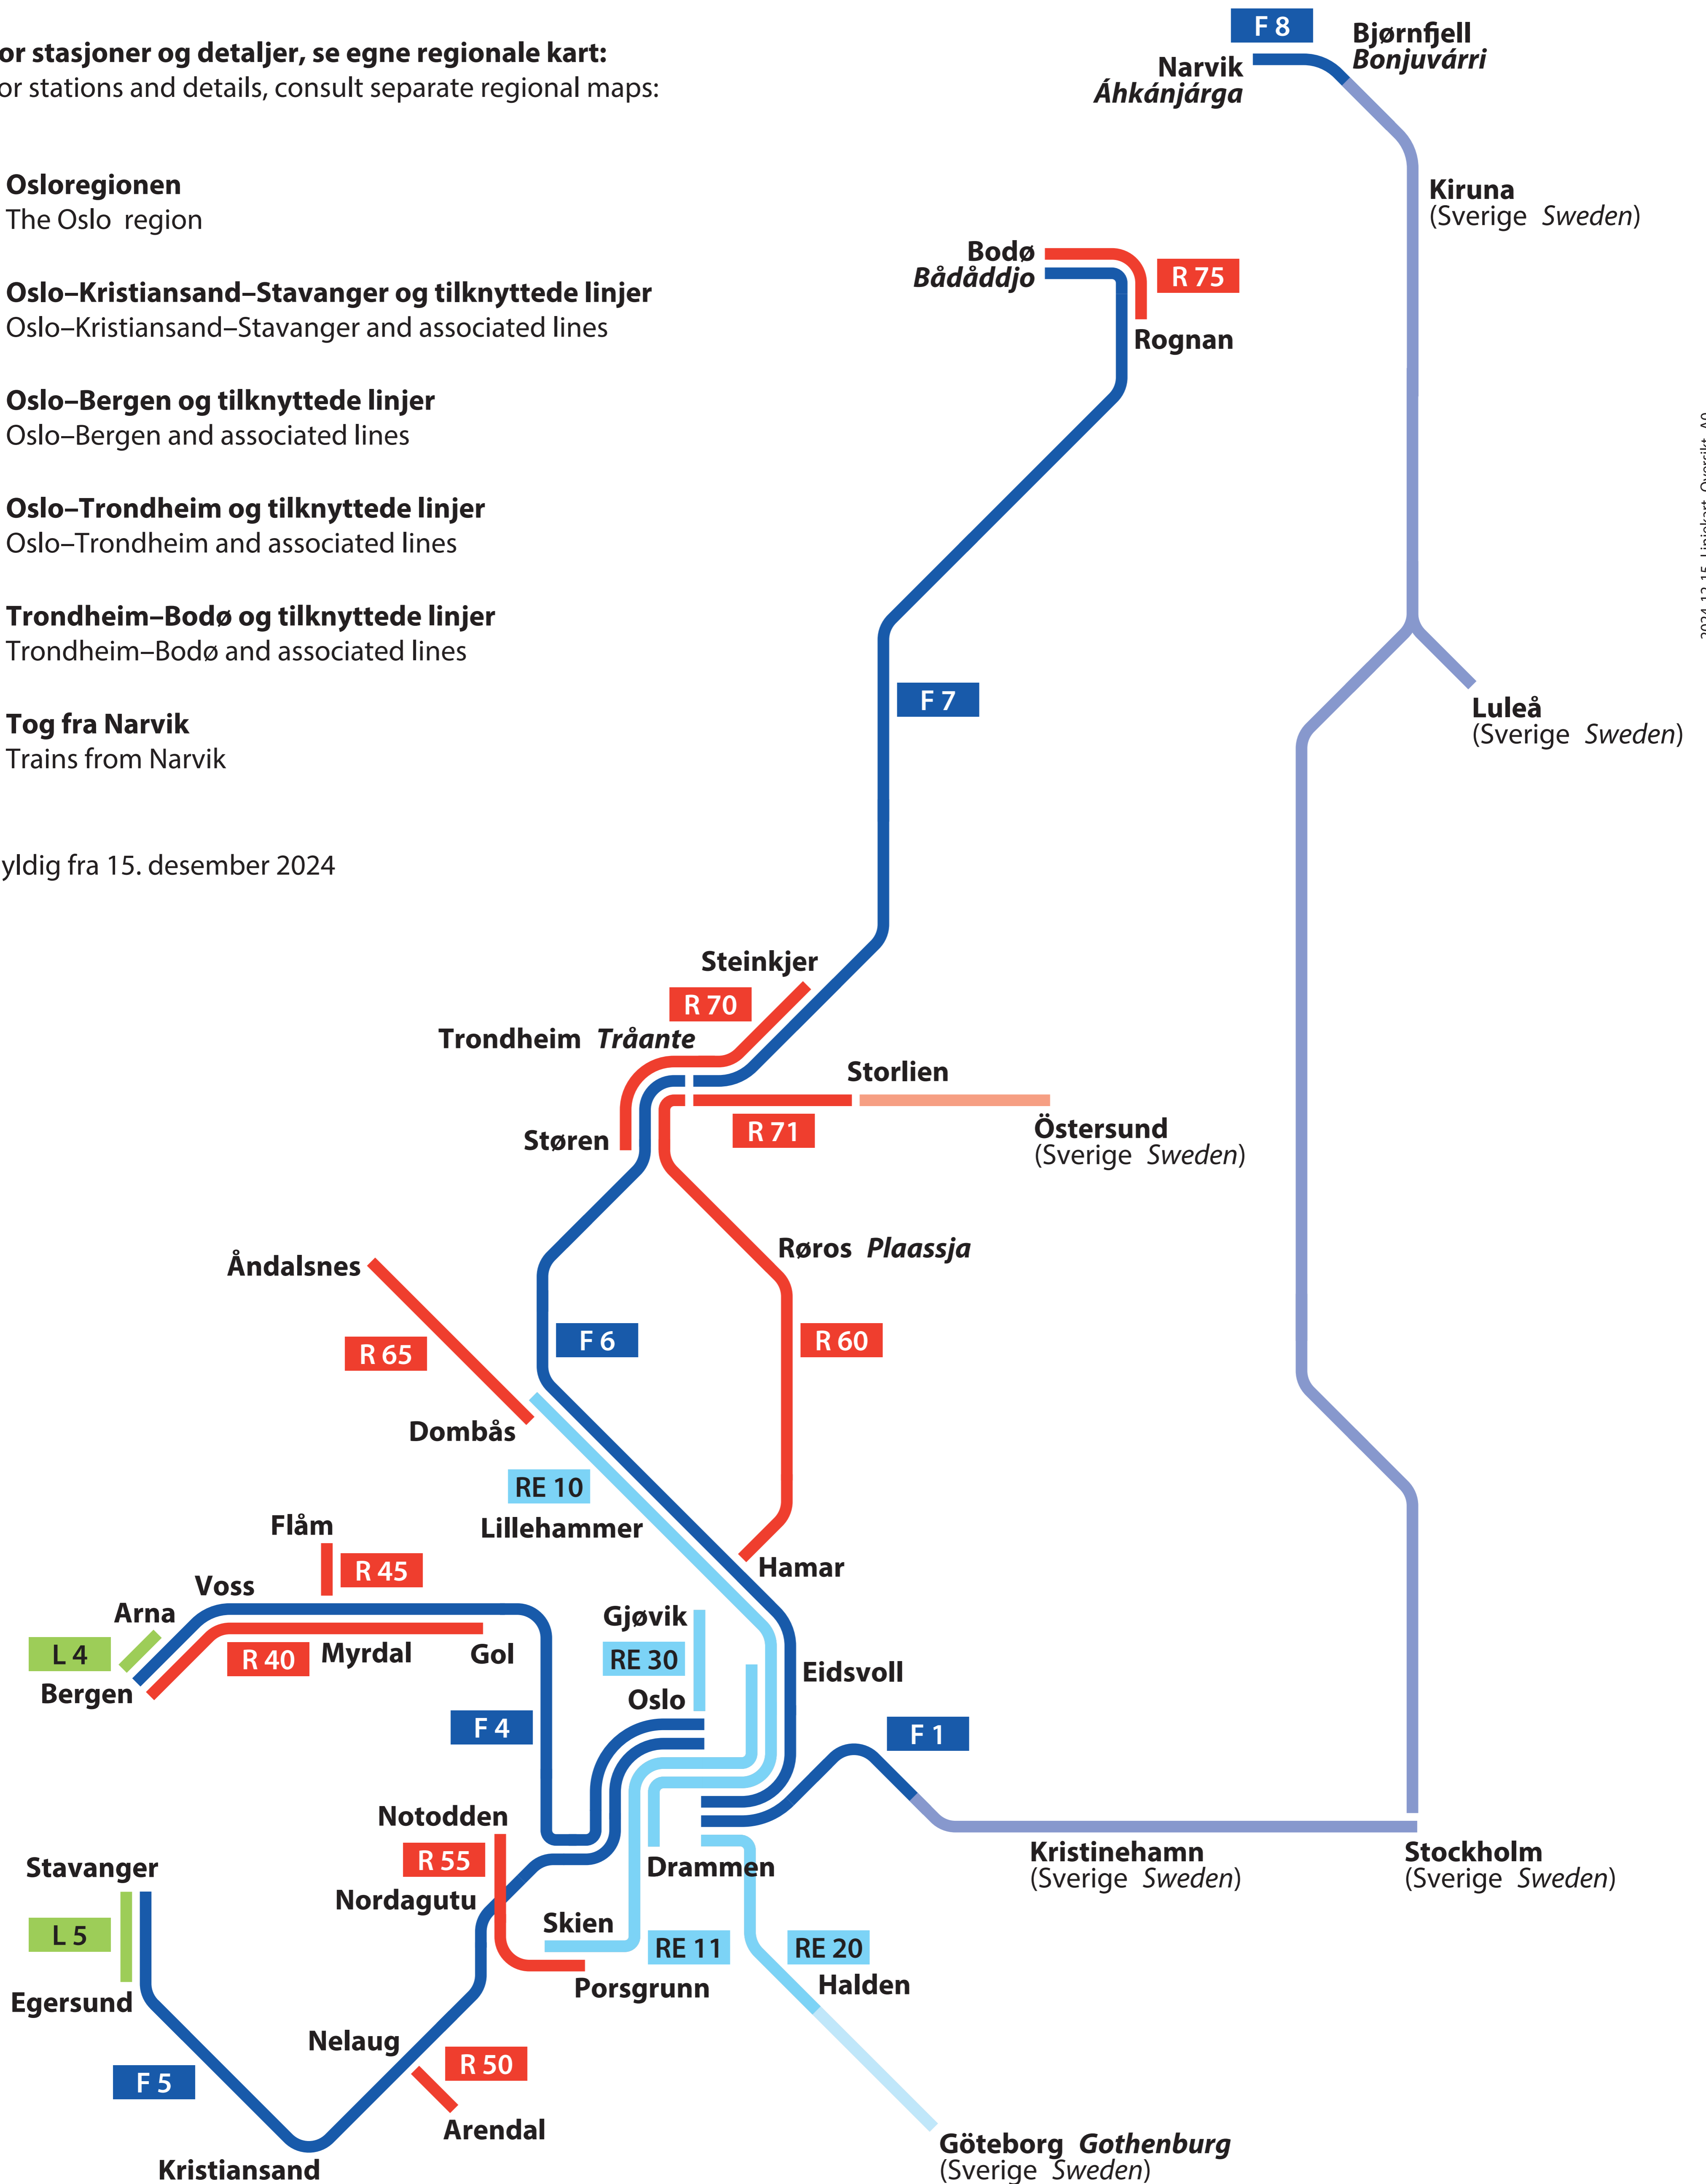 or stasjoner og detaljer, se egne regionale kart:
or stations and details, consult separate regional maps:
Osloregionen
The Oslo region
Oslo–Kristiansand–Stavanger og tilknyttede linjer
Oslo–Kristiansand–Stavanger and associated lines
Oslo–Bergen og tilknyttede linjer
Oslo–Bergen and associated lines
Oslo–Trondheim og tilknyttede linjer
Oslo–Trondheim and associated lines
Trondheim–Bodø og tilknyttede linjer
Trondheim–Bodø and associated lines
Tog fra Narvik
Trains from Narvik
yldig fra 15. desember 2024
F 8
Bjørnfjell
Bonjuvárri
Narvik
Áhkánjárga
Kiruna
(Sverige Sweden)
Bodø
Bådåddjo
R 75
Rognan
Luleå
(Sverige Sweden)
F 7
Steinkjer
R 70
Trondheim Tråante
Storlien
R 71
Støren
Östersund
(Sverige Sweden)
Røros Plaassja
Åndalsnes
R 65
F 6
R 60
Dombås
RE 10
Lillehammer
Flåm
R 45
Hamar
Voss
Arna
L 4
R 40
Myrdal
Gol
Bergen
Gjøvik
RE 30
Oslo
Eidsvoll
F 4
F 1
Notodden
R 55
Nordagutu
Drammen
Kristinehamn
(Sverige Sweden)
Stockholm
(Sverige Sweden)
Stavanger
L 5
Egersund
Skien
RE 11
RE 20
Porsgrunn
Halden
Nelaug
R 50
Arendal
F 5
Kristiansand
Göteborg Gothenburg
(Sverige Sweden)